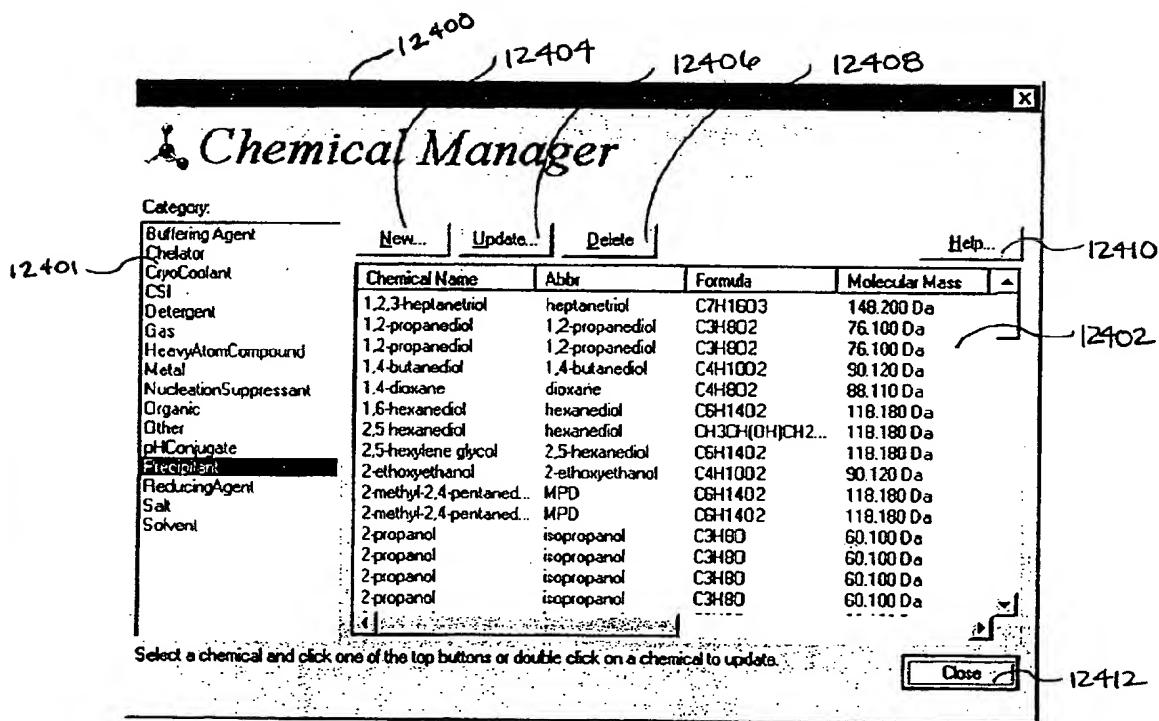 12400
12404
12406
12408
X
Chemical Manager
Category:
Buffering Agent
Chelator
CryoCoolant
CSI
Detergent
Gas
HeavyAtomCompound
Metal
NucleationSuppressant
Organic
Other
pHConjugate
Precipitant
ReducingAgent
Salt
Solvent
12401
New... Update... Delete Help...
12410
Chemical Name Abbr Formula Molecular Mass
1,2,3-heptanetriol heptanetriol C7H16O3 148.200 Da
1,2-propanediol 1,2-propanediol C3H8O2 76.100 Da
1,2-propanediol 1,2-propanediol C3H8O2 76.100 Da
1,4-butanediol 1,4-butanediol C4H10O2 90.120 Da
1,4-dioxane dioxane C4H8O2 88.110 Da
1,6-hexanediol hexanediol C6H14O2 118.180 Da
2,5 hexanediol hexanediol CH3CH(OH)CH2... 118.180 Da
2,5-hexylene glycol 2,5-hexanediol C6H14O2 118.180 Da
2-ethoxyethanol 2-ethoxyethanol C4H10O2 90.120 Da
2-methyl-2,4-pentaned... MPD C6H14O2 118.180 Da
2-methyl-2,4-pentaned... MPD C6H14O2 118.180 Da
2-propanol isopropanol C3H8O 60.100 Da
2-propanol isopropanol C3H8O 60.100 Da
2-propanol isopropanol C3H8O 60.100 Da
2-propanol isopropanol C3H8O 60.100 Da
12402
Select a chemical and click one of the top buttons or double click on a chemical to update.
Close
12412